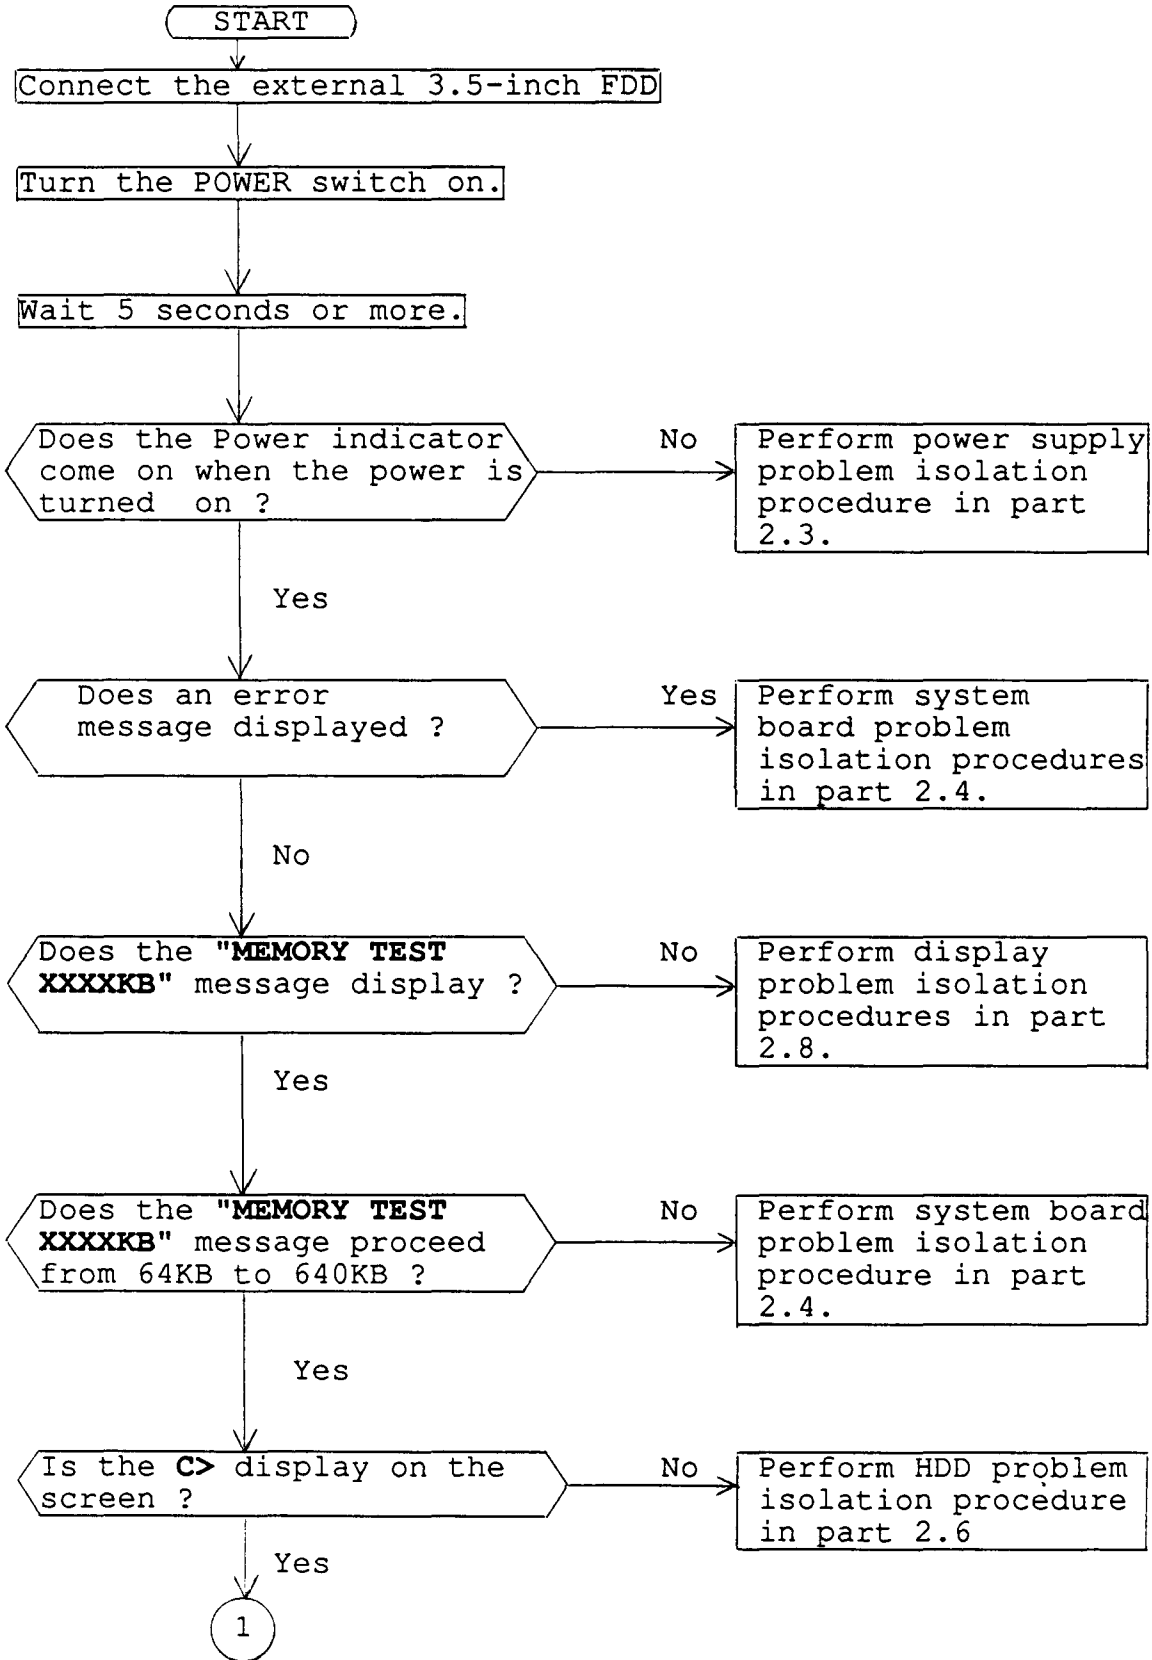 START
Connect the external 3.5-inch FDD
Turn the POWER switch on.
Wait 5 seconds or more.
Does the Power indicator
come on when the power is
turned on ?
No
Perform power supply
problem isolation
procedure in part
2.3.
Yes
Does an error
message displayed ?
Yes
Perform system
board problem
isolation procedures
in part 2.4.
No
Does the "MEMORY TEST
XXXXKB" message display ?
No
Perform display
problem isolation
procedures in part
2.8.
Yes
Does the "MEMORY TEST
XXXXKB" message proceed
from 64KB to 640KB ?
No
Perform system board
problem isolation
procedure in part
2.4.
Yes
Is the C> display on the
screen ?
No
Perform HDD problem
isolation procedure
in part 2.6
Yes
1